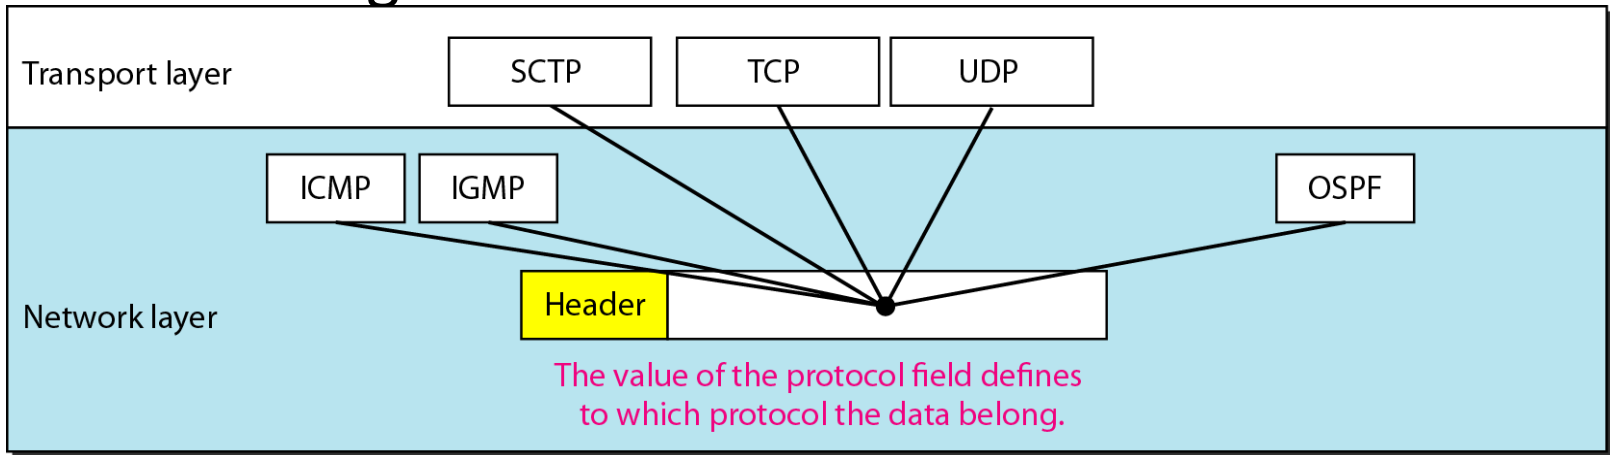 Transport layer
SCTP
TCP
UDP
ICMP
IGMP
OSPF
Network layer
Header
The value of the protocol field defines
to which protocol the data belong.